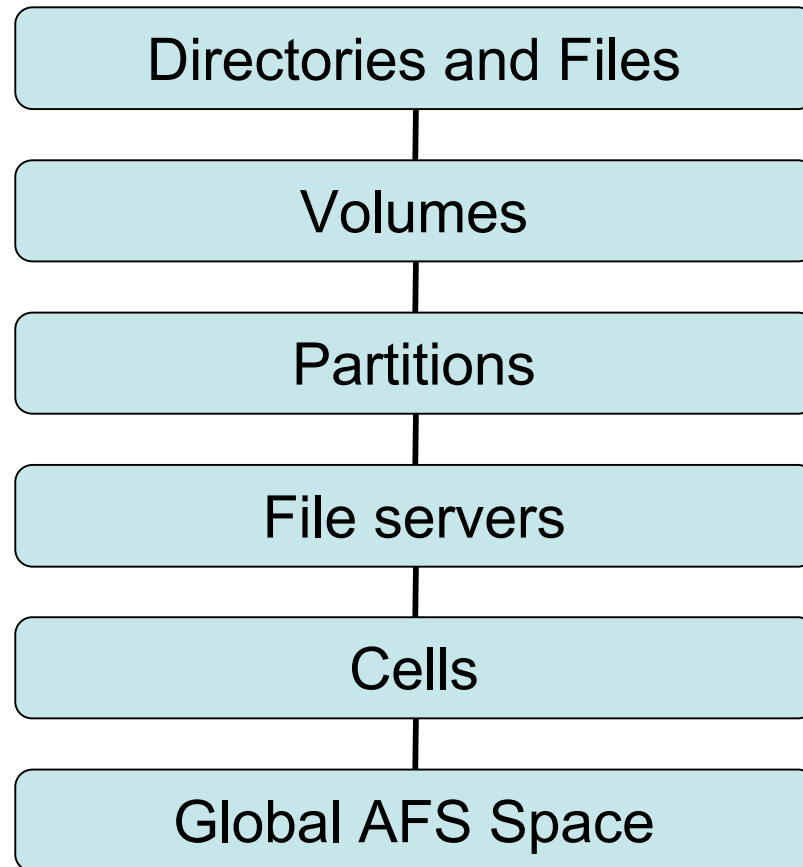 Directories and Files
Volumes
Partitions
File servers
Cells
Global AFS Space